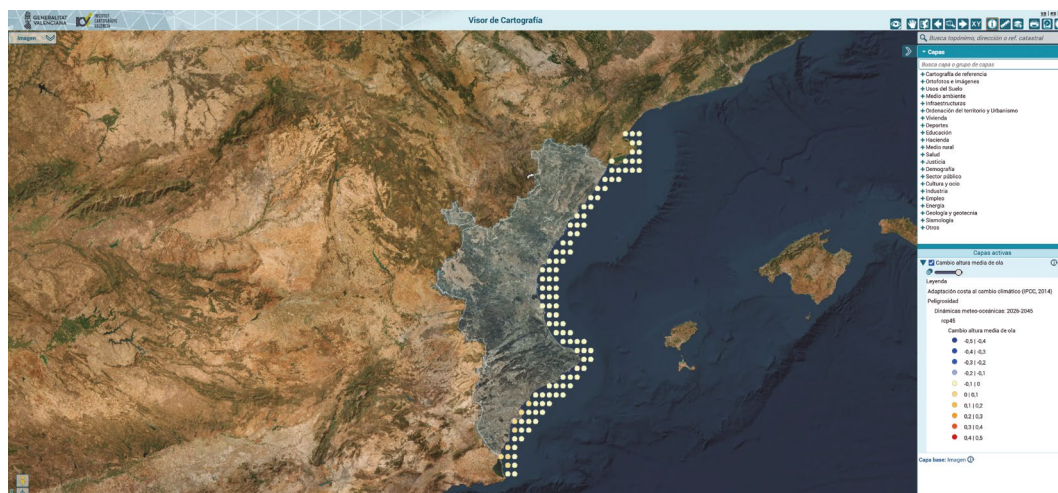 GENERALITAT
VALENCIANA
INSTITUT
CARTOGRÀFIC
VALENCIÀ
Visor de Cartografía
Imagen
Busca topónimo, dirección o ref. catastral
Capas
Busca capa o grupo de capas
Cartografía de referencia
Ortofotos e Imágenes
Usos del Suelo
Medio ambiente
Infraestructuras
Ordenación del territorio y Urbanismo
Vivienda
Deportes
Educación
Hacienda
Medio rural
Salud
Justicia
Demografía
Sector público
Cultura y ocio
Industria
Empleo
Energía
Geología y geotecnia
Sismología
Otros
Capas activas
Cambio altura media de ola
Leyenda
Adaptación costa al cambio climático (IPCC, 2014)
Peligrosidad
Dinámicas meteo-oceánicas: 2026-2045
rcp45
Cambio altura media de ola
-0,5 | -0,4
-0,4 | -0,3
-0,3 | -0,2
-0,2 | -0,1
-0,1 | 0
0 | 0,1
0,1 | 0,2
0,2 | 0,3
0,3 | 0,4
0,4 | 0,5
Capa base: Imagen